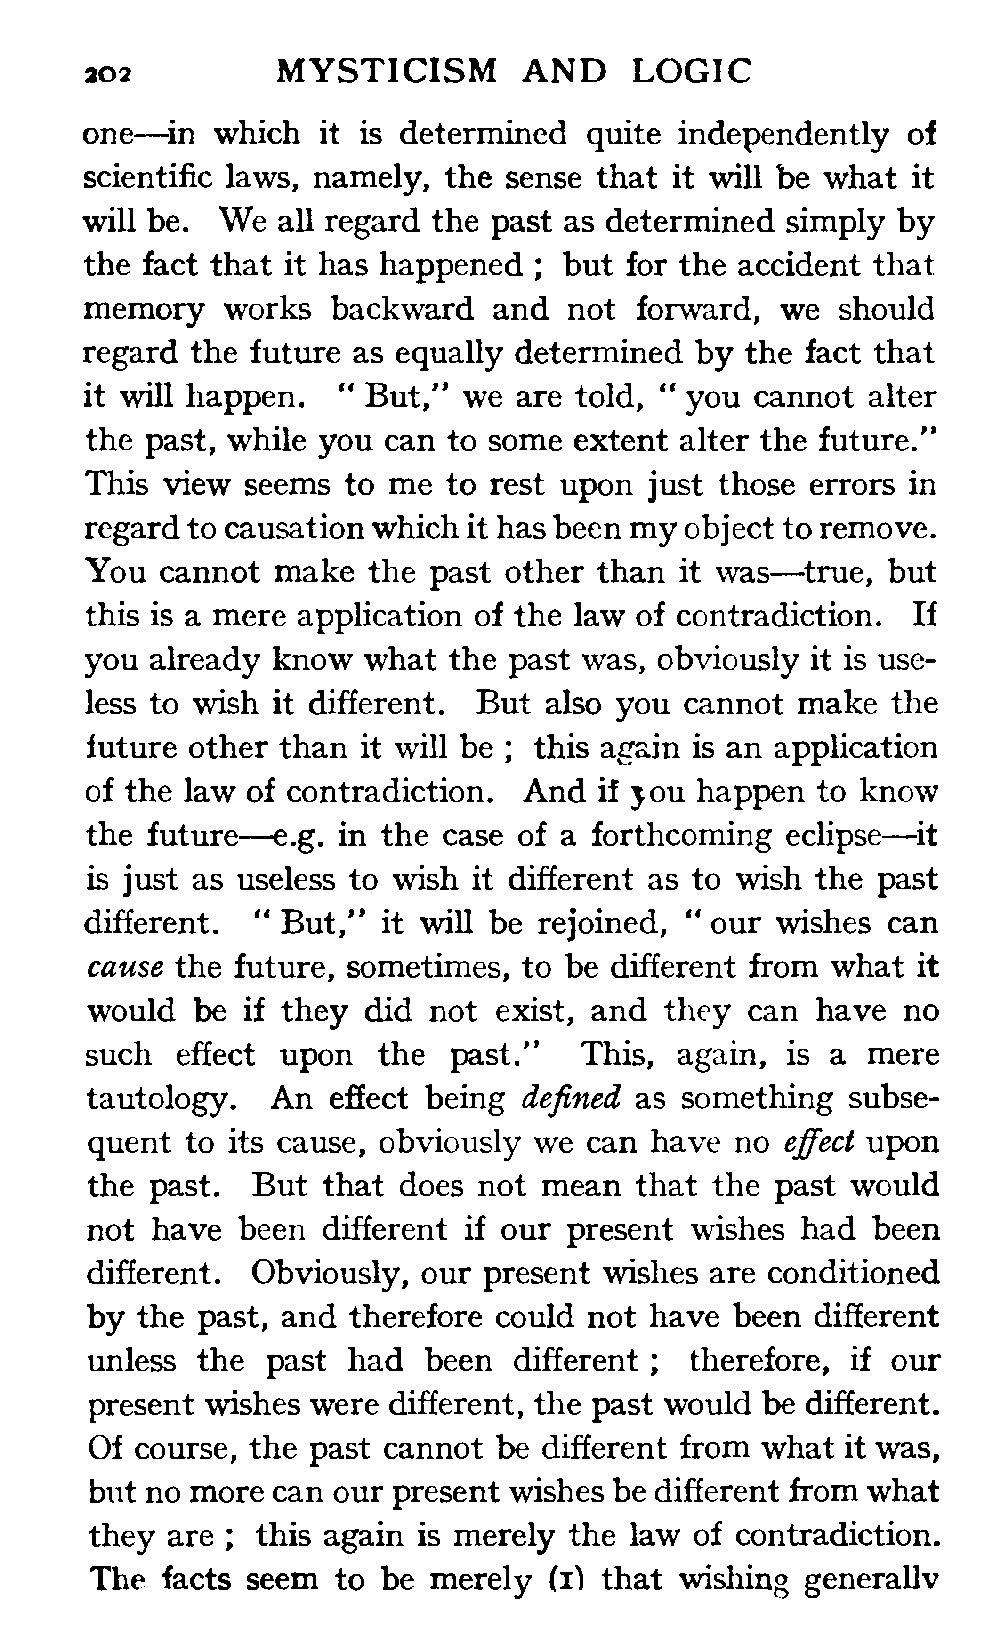 202 MYSTICISM AND LOGIC
one—in which it is determined quite independently of
scientific laws, namely, the sense that it will be what it
will be. We all regard the past as determined simply by
the fact that it has happened ; but for the accident that
memory works backward and not forward, we should
regard the future as equally determined by the fact that
it will happen. " But," we are told, " you cannot alter
the past, while you can to some extent alter the future."
This view seems to me to rest upon just those errors in
regard to causation which it has been my object to remove.
You cannot make the past other than it was—true, but
this is a mere application of the law of contradiction. If
you already know what the past was, obviously it is use-
less to wish it different. But also you cannot make the
future other than it will be ; this again is an application
of the law of contradiction. And if you happen to know
the future—e.g. in the case of a forthcoming eclipse—it
is just as useless to wish it different as to wish the past
different. " But," it will be rejoined, " our wishes can
cause the future, sometimes, to be different from what it
would be if they did not exist, and they can have no
such effect upon the past." This, again, is a mere
tautology. An effect being defined as something subse-
quent to its cause, obviously we can have no effect upon
the past. But that does not mean that the past would
not have been different if our present wishes had been
different. Obviously, our present wishes are conditioned
by the past, and therefore could not have been different
unless the past had been different ; therefore, if our
present wishes were different, the past would be different.
Of course, the past cannot be different from what it was,
but no more can our present wishes be different from what
they are ; this again is merely the law of contradiction.
The facts seem to be merely (1) that wishing generally